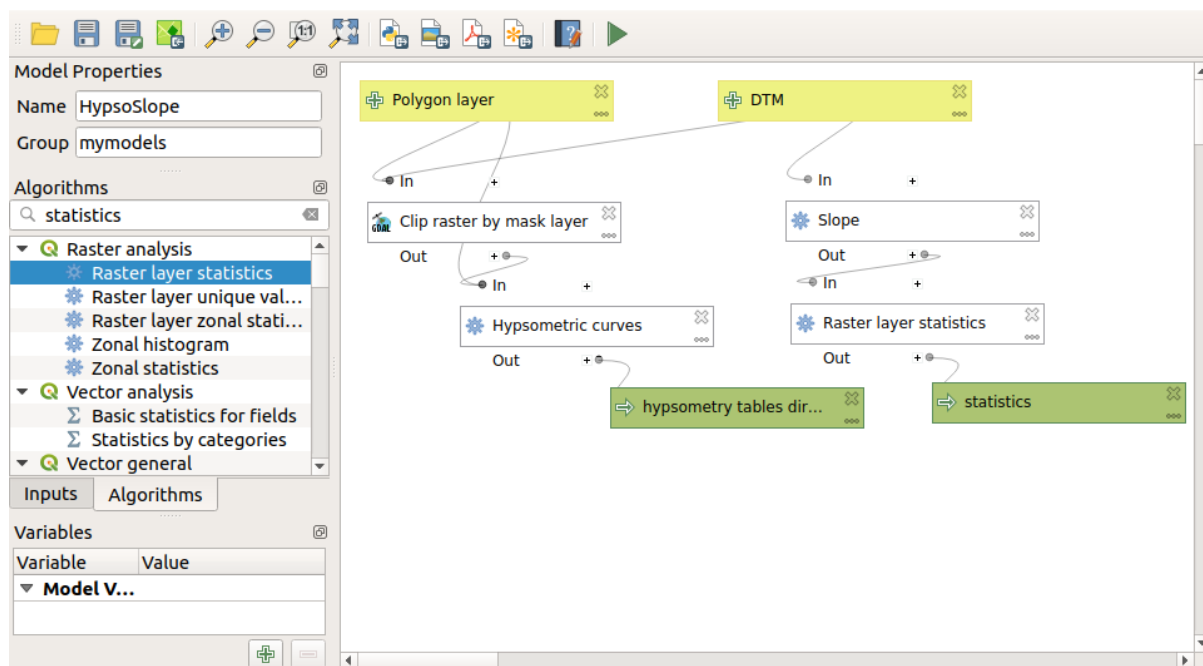 1:1
Model Properties
Name HypsoSlope
Group mymodels
Algorithms
statistics
Raster analysis
Raster layer statistics
Raster layer unique val...
Raster layer zonal stati...
Zonal histogram
Zonal statistics
Vector analysis
Σ Basic statistics for fields
Σ Statistics by categories
Vector general
Inputs Algorithms
Variables
Variable Value
Model V...
Polygon layer
DTM
In +
In +
GDAL Clip raster by mask layer
Slope
Out +
Out +
In +
In +
Hypsometric curves
Raster layer statistics
Out +
Out +
hypsometry tables dir...
statistics